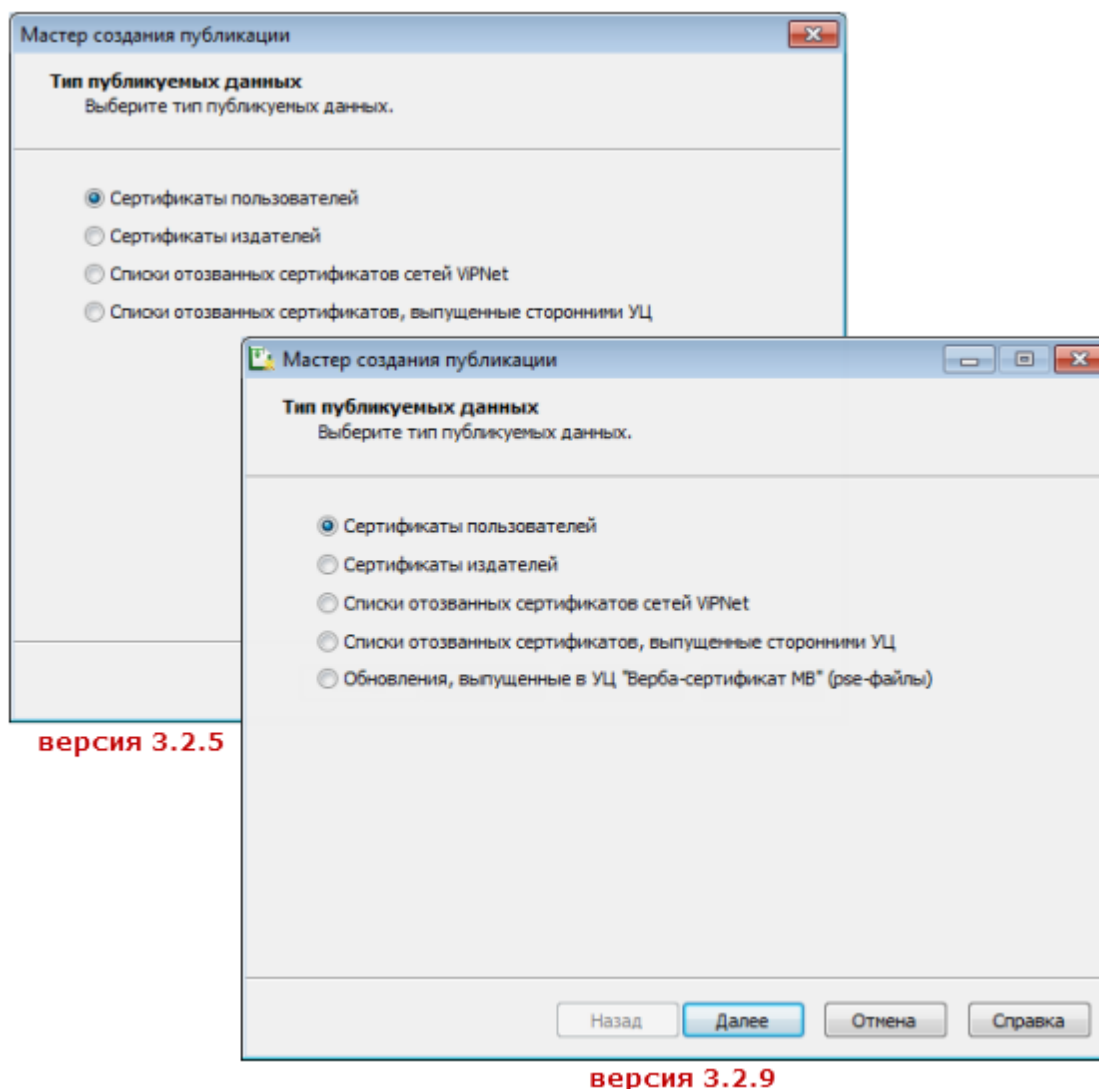 Мастер создания публикации
Тип публикуемых данных
Выберите тип публикуемых данных.
Сертификаты пользователей
Сертификаты издателей
Списки отозванных сертификатов сетей ViPNet
Списки отозванных сертификатов, выпущенные сторонними УЦ
версия 3.2.5
Мастер создания публикации
Тип публикуемых данных
Выберите тип публикуемых данных.
Сертификаты пользователей
Сертификаты издателей
Списки отозванных сертификатов сетей ViPNet
Списки отозванных сертификатов, выпущенные сторонними УЦ
Обновления, выпущенные в УЦ "Верба-сертификат МВ" (pse-файлы)
Назад Далее Отмена Справка
версия 3.2.9